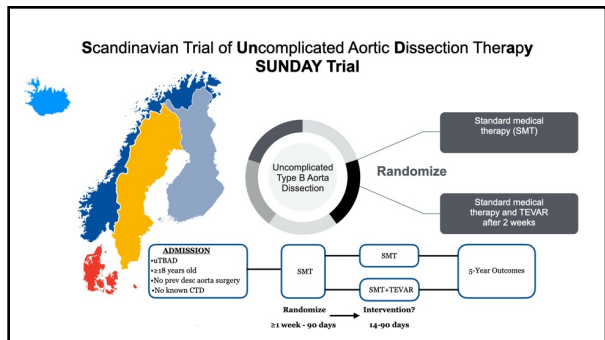 Scandinavian Trial of Uncomplicated Aortic Dissection Therapy
SUNDAY Trial
Uncomplicated
Type B Aorta
Dissection
Randomize
Standard medical
therapy (SMT)
Standard medical
therapy and TEVAR
after 2 weeks
ADMISSION
•uTBAD
•≥18 years old
•No prev desc aorta surgery
•No known CTD
SMT
SMT
SMT+TEVAR
5-Year Outcomes
Randomize
Intervention?
≥1 week - 90 days
14-90 days